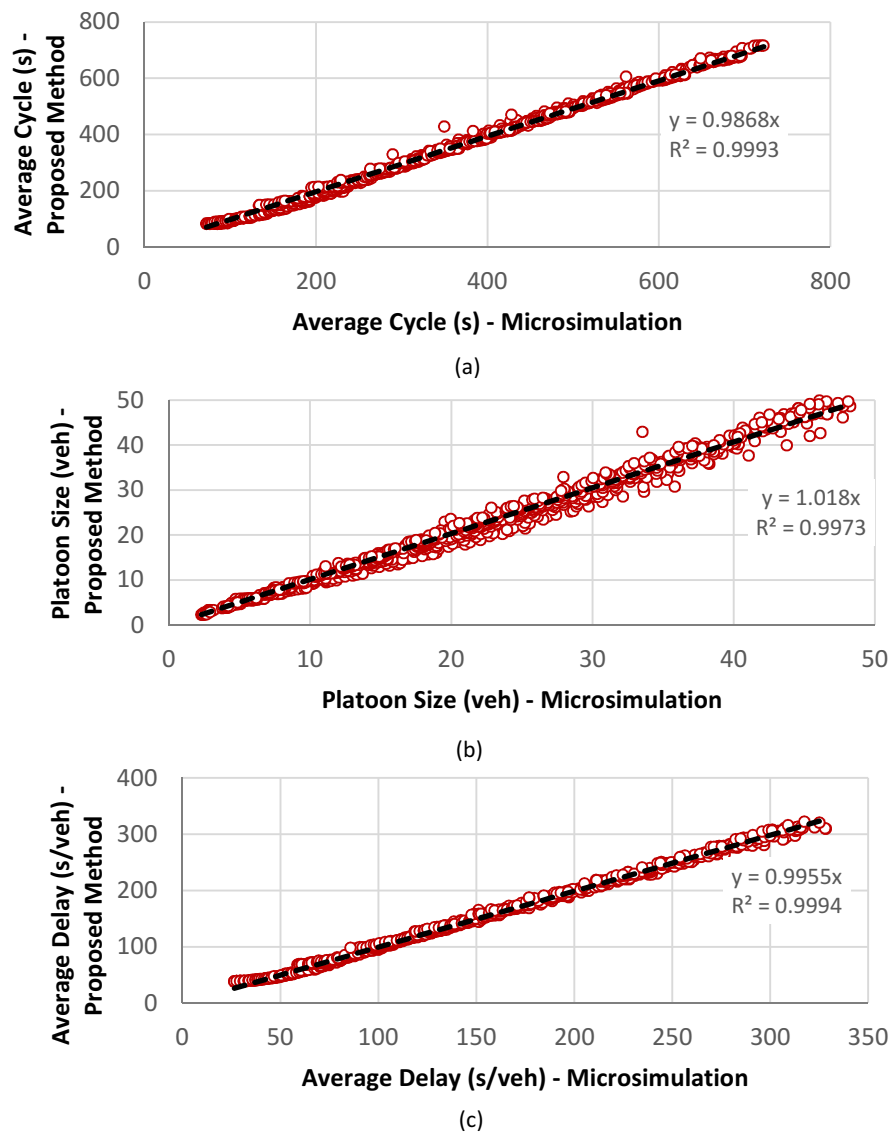 Average Cycle (s) -
Proposed Method
800
600
400
200
0
y = 0.9868x
R² = 0.9993
0 200 400 600 800
Average Cycle (s) - Microsimulation
(a)
Platoon Size (veh) -
Proposed Method
50
40
30
20
10
0
y = 1.018x
R² = 0.9973
0 10 20 30 40 50
Platoon Size (veh) - Microsimulation
(b)
Average Delay (s/veh) -
Proposed Method
400
300
200
100
0
y = 0.9955x
R² = 0.9994
0 50 100 150 200 250 300 350
Average Delay (s/veh) - Microsimulation
(c)